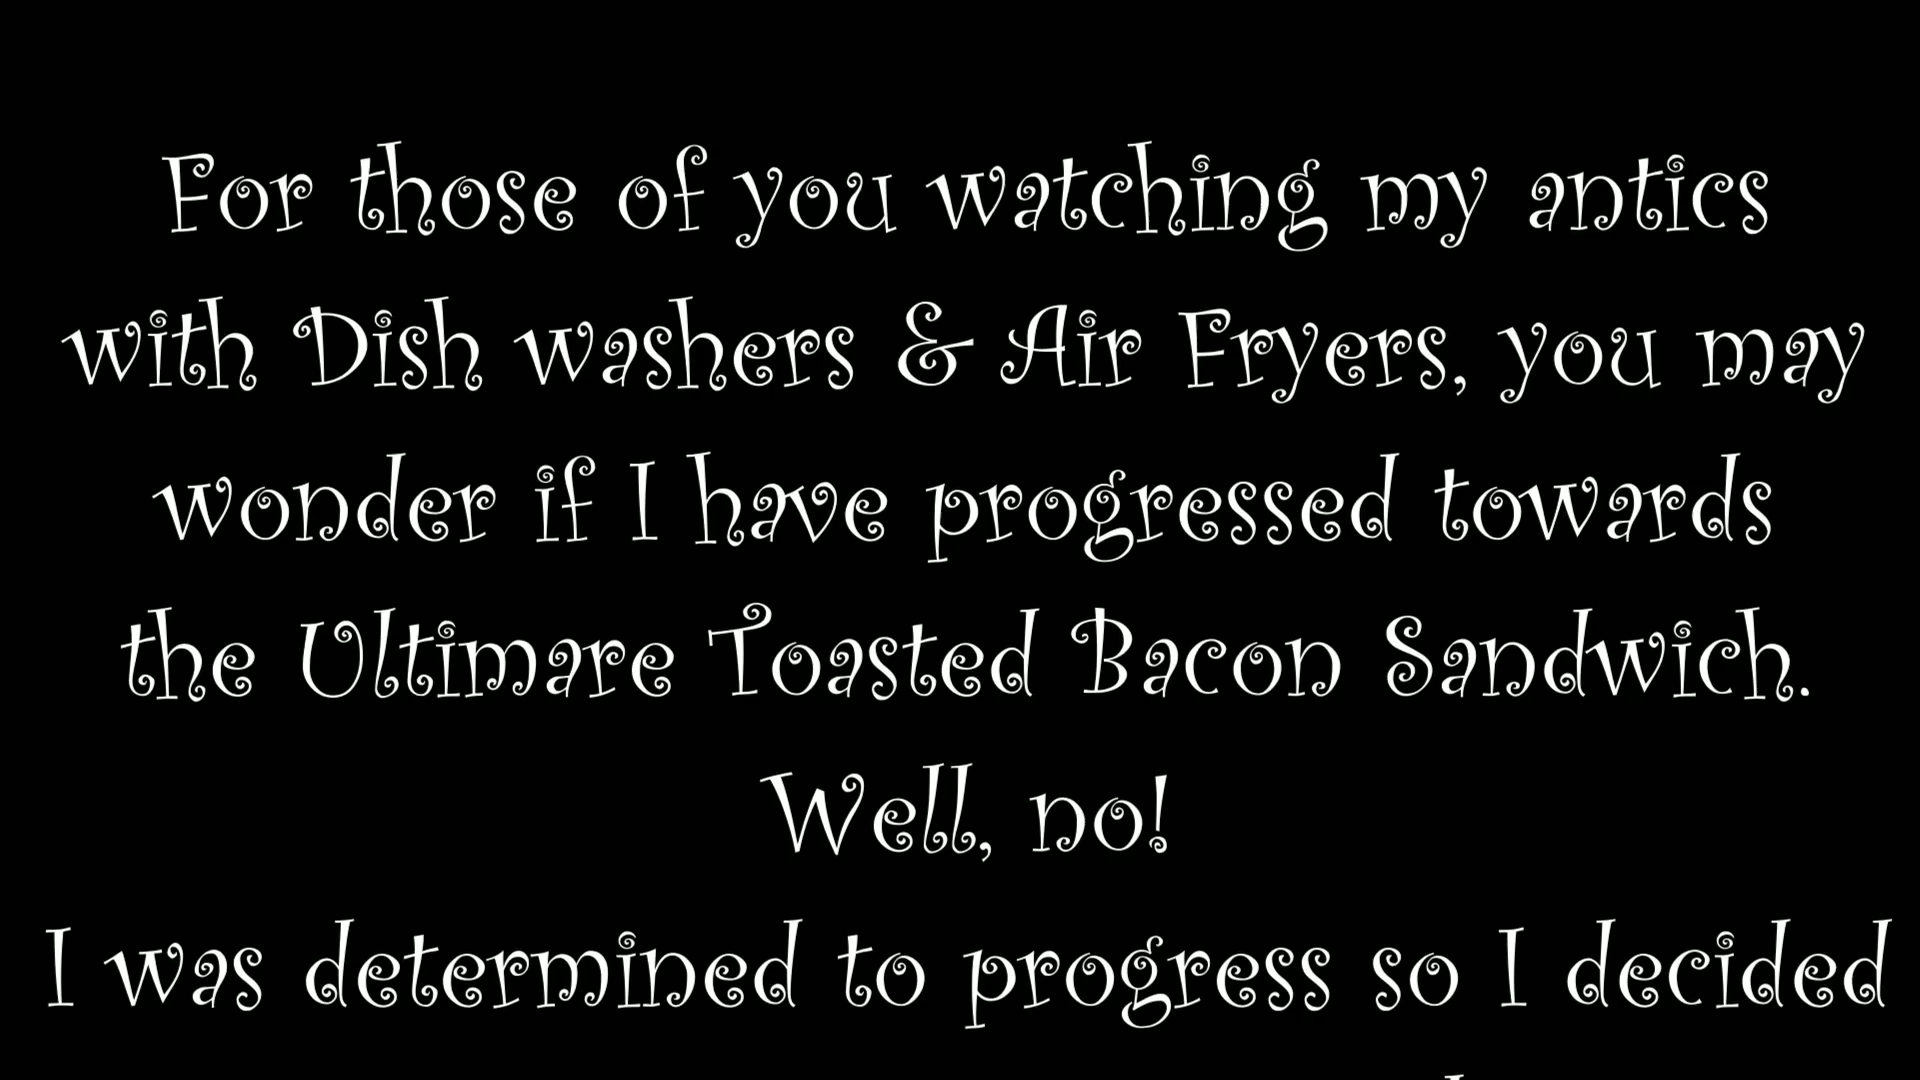 For those of you watching my antics
with Dish washers & Air Fryers, you may
wonder if I have progressed towards
the Ultimare Toasted Bacon Sandwich.
Well, no!
I was determined to progress so I decided